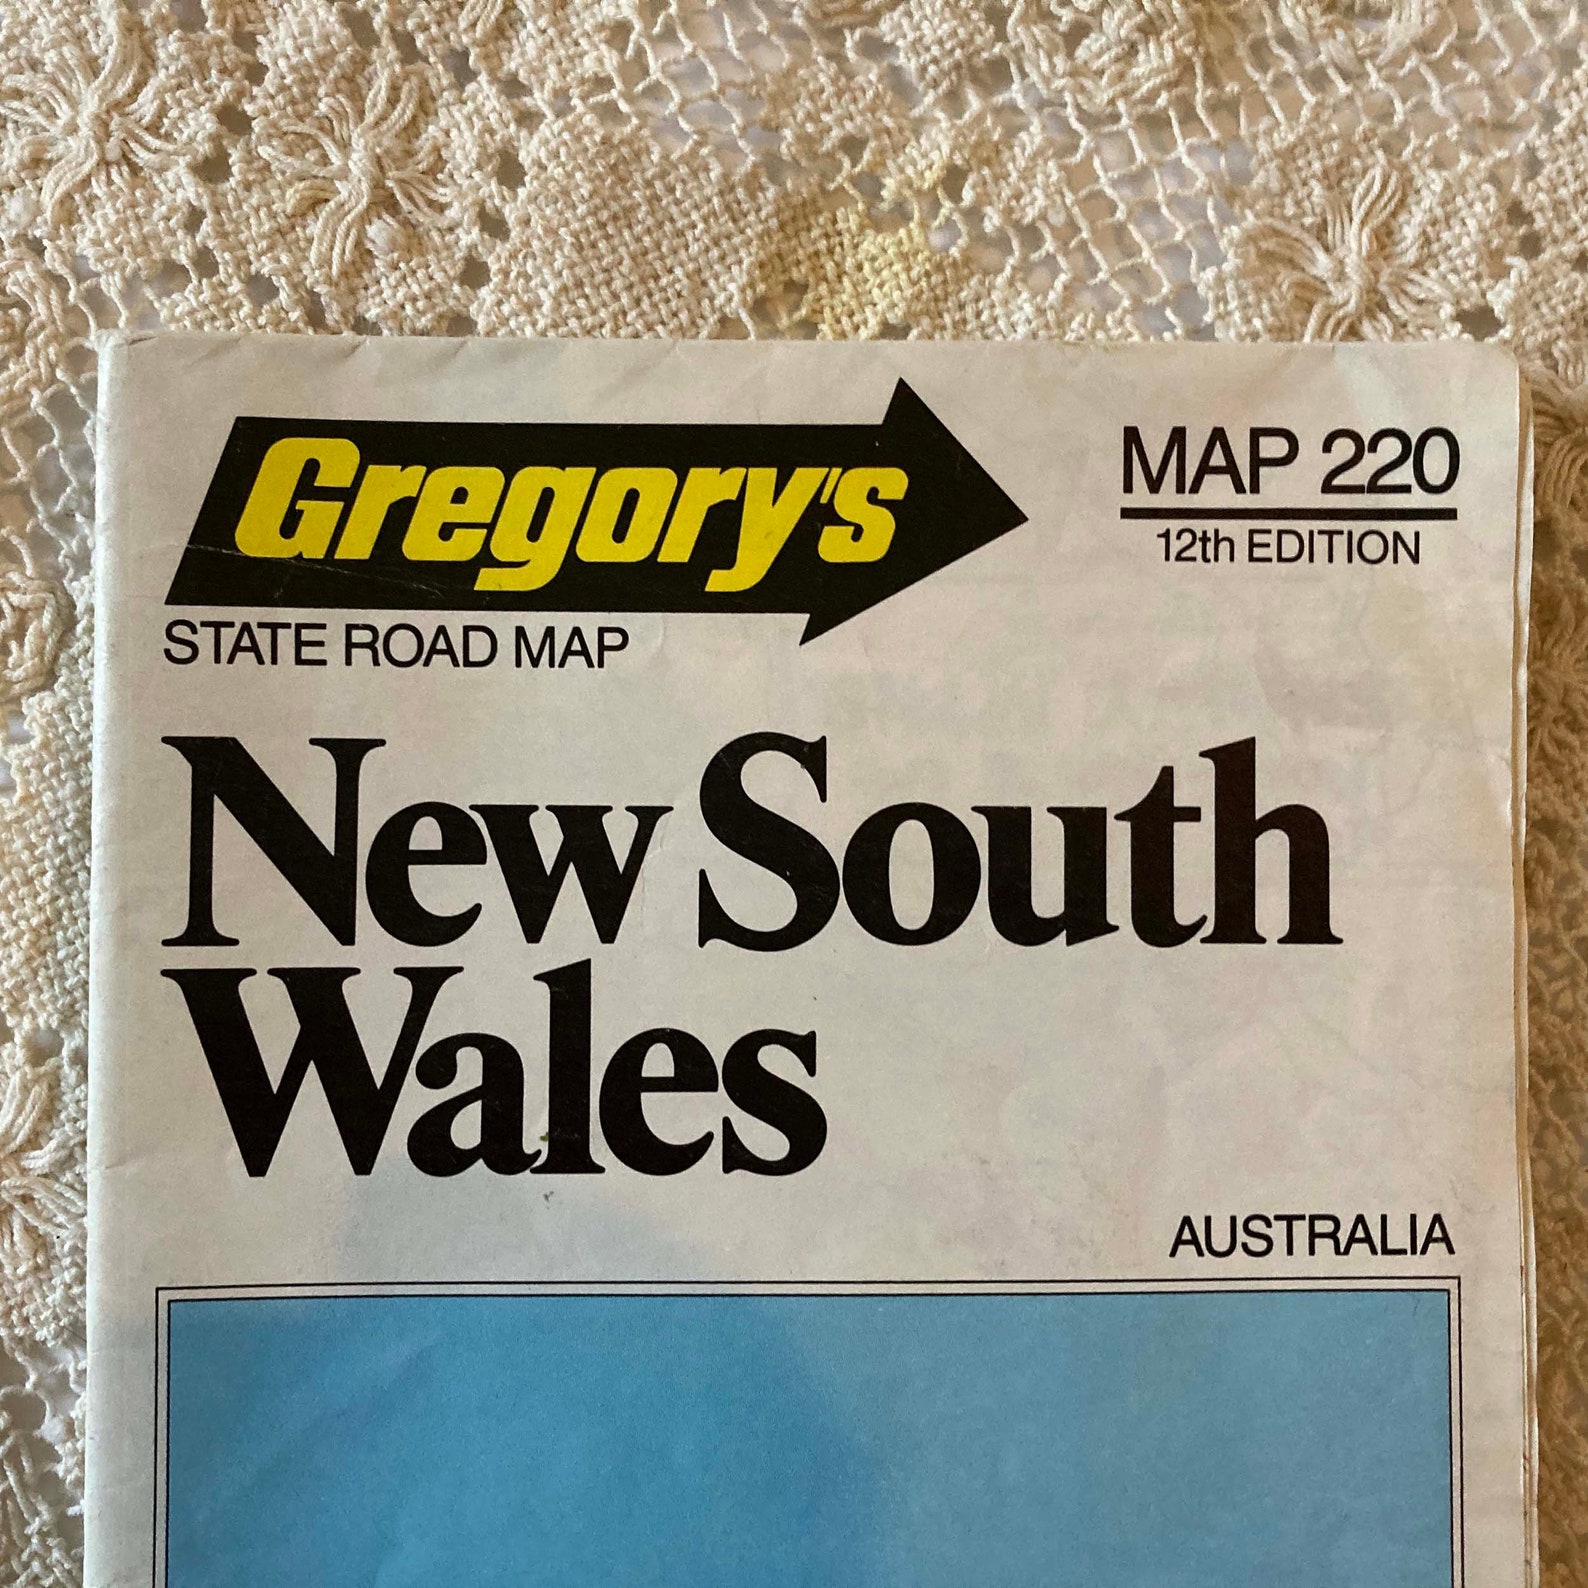 Gregory's
MAP 220
12th EDITION
STATE ROAD MAP
New South
Wales
AUSTRALIA